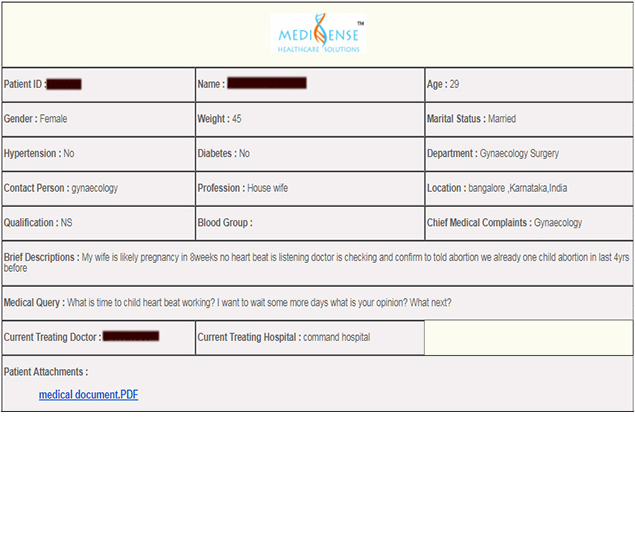 MEDISENSE TM
HEALTHCARE SOLUTIONS
Patient ID : Name : Age : 29
Gender : Female Weight : 45 Marital Status : Married
Hypertension : No Diabetes : No Department : Gynaecology Surgery
Contact Person : gynaecology Profession : House wife Location : bangalore ,Karnataka,India
Qualification : NS Blood Group : Chief Medical Complaints : Gynaecology
Brief Descriptions : My wife is likely pregnancy in 8weeks no heart beat is listening doctor is checking and confirm to told abortion we already one child abortion in last 4yrs
before
Medical Query : What is time to child heart beat working? I want to wait some more days what is your opinion? What next?
Current Treating Doctor : Current Treating Hospital : command hospital
Patient Attachments :
medical document.PDF